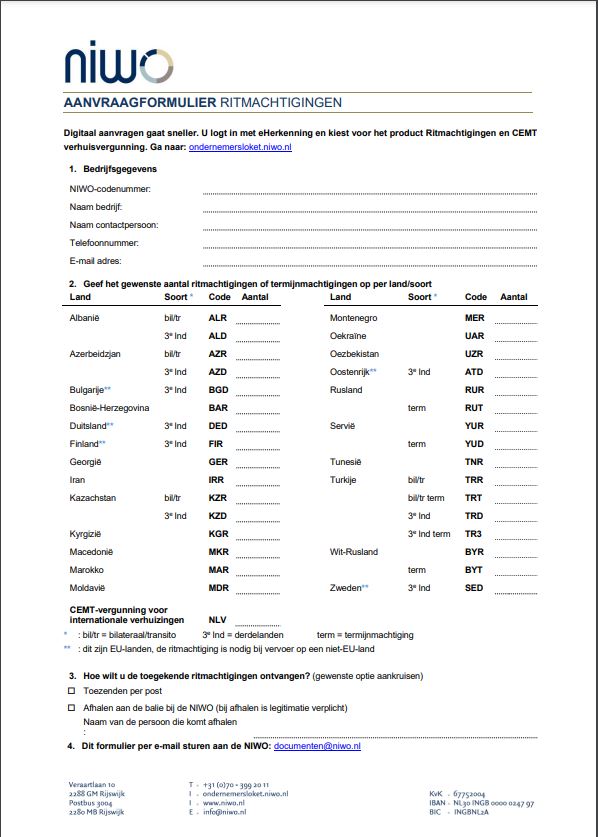 niwo
AANVRAAGFORMULIER RITMACHTIGINGEN
Digitaal aanvragen gaat sneller. U logt in met eHerkenning en kiest voor het product Ritmachtigingen en CEMT
verhuisvergunning. Ga naar: ondernemersloket.niwo.nl
1. Bedrijfsgegevens
NIWO-codenummer:
Naam bedrijf:
Naam contactpersoon:
Telefoonnummer:
E-mail adres:
2. Geef het gewenste aantal ritmachtigingen of termijnmachtigingen op per land/soort
Land Soort * Code Aantal Land Soort * Code Aantal
Albanië bil/tr ALR Montenegro MER
3e lnd ALD Oekraïne UAR
Azerbeidzjan bil/tr AZR Oezbekistan UZR
3e lnd AZD Oostenrijk** 3e lnd ATD
Bulgarije** 3e lnd BGD Rusland RUR
Bosnië-Herzegovina BAR term RUT
Duitsland** 3e lnd DED Servië YUR
Finland** 3e lnd FIR term YUD
Georgië GER Tunesië TNR
Iran IRR Turkije bil/tr TRR
Kazachstan bil/tr KZR bil/tr term TRT
3e lnd KZD 3e lnd TRD
Kyrgizië KGR 3e lnd term TR3
Macedonië MKR Wit-Rusland BYR
Marokko MAR term BYT
Moldavië MDR Zweden** 3e lnd SED
CEMT-vergunning voor
internationale verhuizingen NLV
* : bil/tr = bilateraal/transito 3e lnd = derdelanden term = termijnmachtiging
** : dit zijn EU-landen, de ritmachtiging is nodig bij vervoer op een niet-EU-land
3. Hoe wilt u de toegekende ritmachtigingen ontvangen? (gewenste optie aankruisen)
☐ Toezenden per post
☐ Afhalen aan de balie bij de NIWO (bij afhalen is legitimatie verplicht)
Naam van de persoon die komt afhalen
:
4. Dit formulier per e-mail sturen aan de NIWO: documenten@niwo.nl
Veraartlaan 10 T - +31 (0)70 - 399 20 11
2288 GM Rijswijk I - ondernemersloket.niwo.nl KvK - 67752004
Postbus 3004 I - www.niwo.nl IBAN - NL30 INGB 0000 0247 97
2280 MB Rijswijk E - info@niwo.nl BIC - INGBNL2A